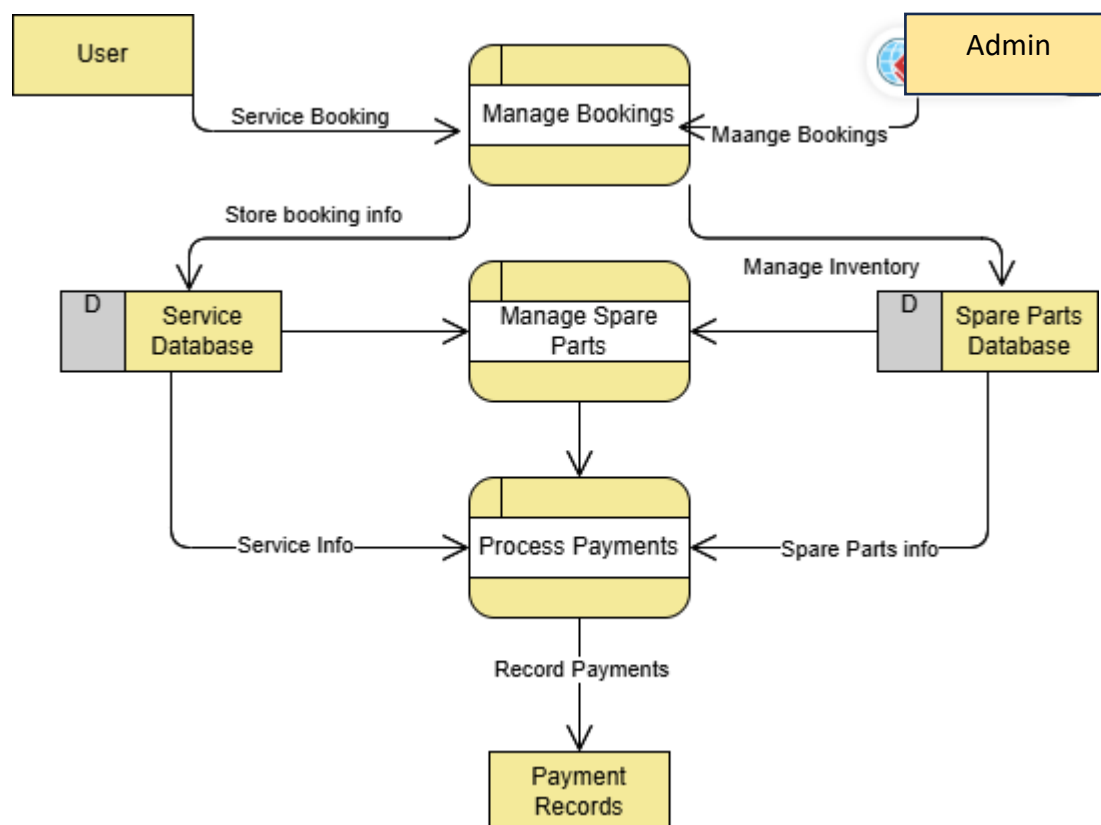 User
Admin
Service Booking
Manage Bookings
Maange Bookings
Store booking info
Manage Inventory
D
Service
Database
Manage Spare
Parts
D
Spare Parts
Database
Service Info
Process Payments
Spare Parts info
Record Payments
Payment
Records